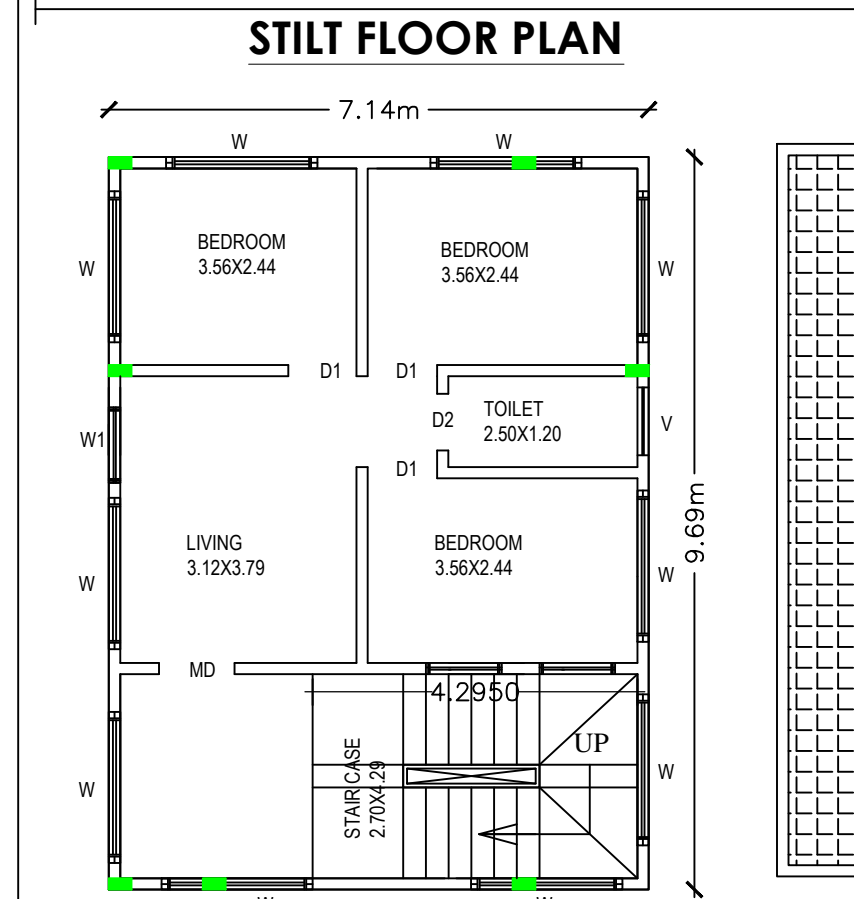 STILT FLOOR PLAN
7.14m
W
W
BEDROOM
3.56X2.44
BEDROOM
3.56X2.44
W
W
D1
D1
W1
D2
TOILET
2.50X1.20
V
D1
9.69m
LIVING
3.12X3.79
BEDROOM
3.56X2.44
W
W
MD
4.2950
UP
STAIR CASE
2.70X4.29
W
W
W
W